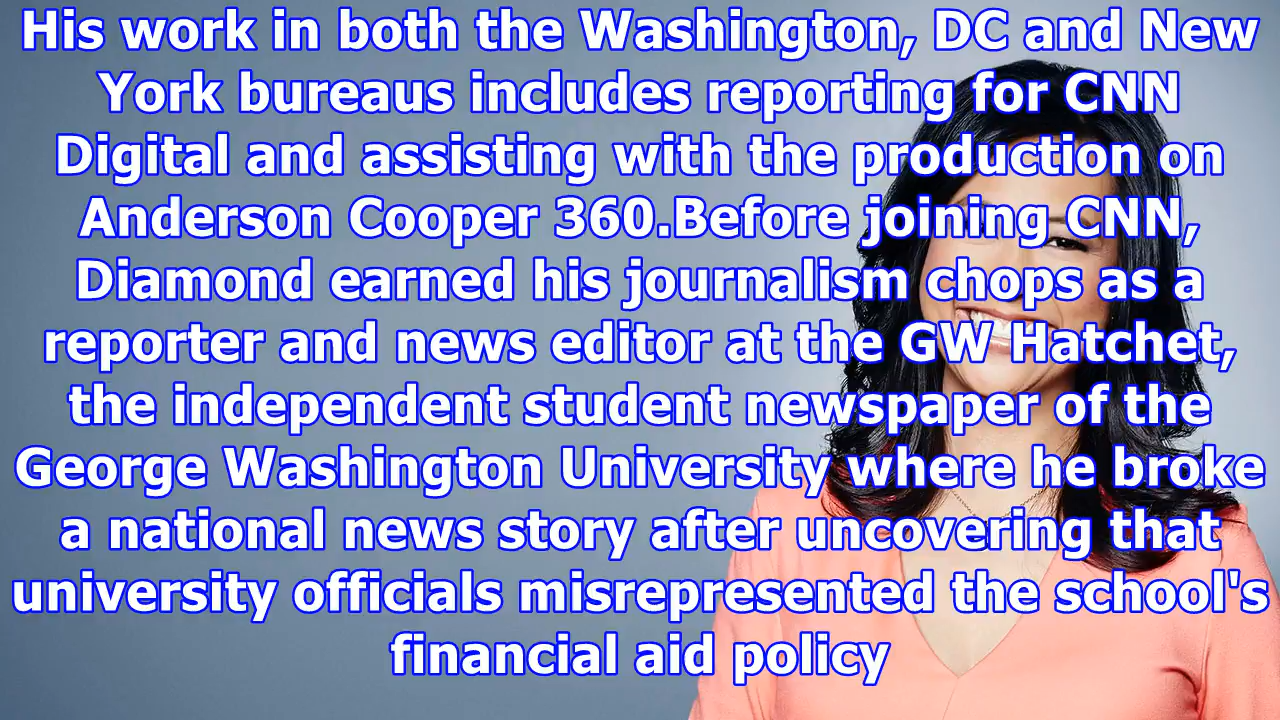 His work in both the Washington, DC and New
York bureaus includes reporting for CNN
Digital and assisting with the production on
Anderson Cooper 360.Before joining CNN,
Diamond earned his journalism chops as a
reporter and news editor at the GW Hatchet,
the independent student newspaper of the
George Washington University where he broke
a national news story after uncovering that
university officials misrepresented the school's
financial aid policy